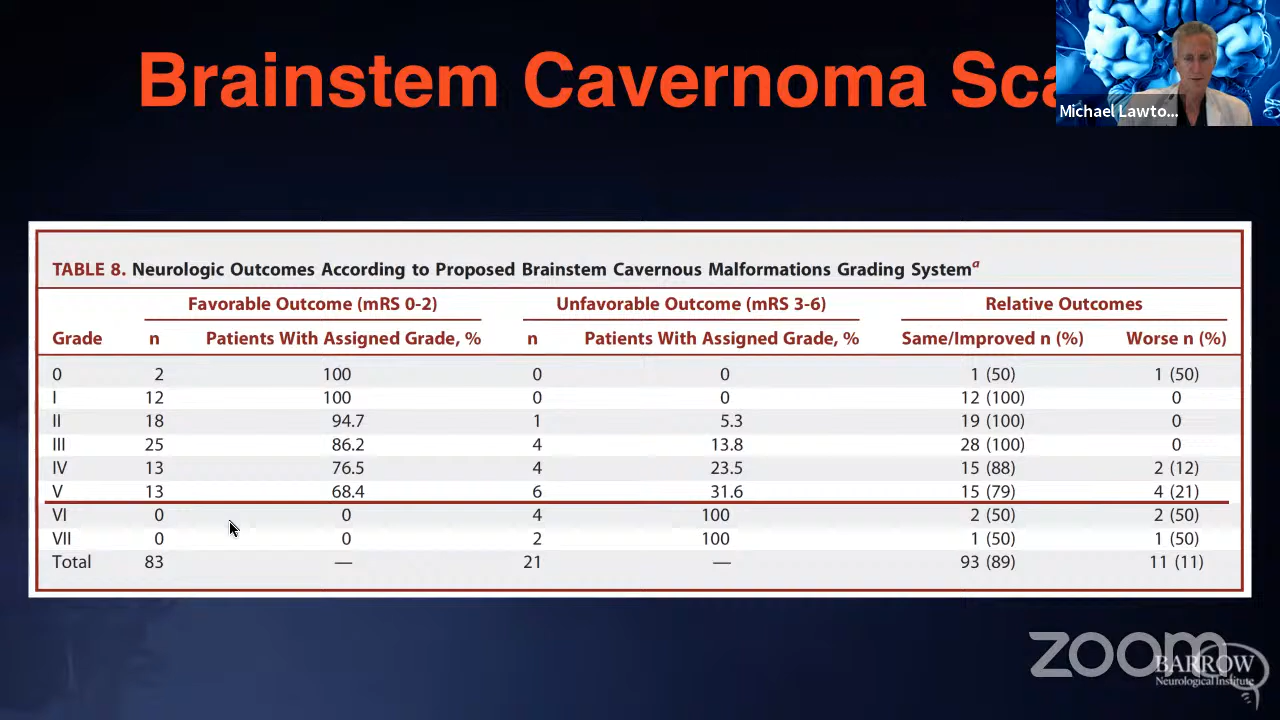 Brainstem Cavernoma Sca
Michael Lawto...
TABLE 8. Neurologic Outcomes According to Proposed Brainstem Cavernous Malformations Grading Systemᵃ
Favorable Outcome (mRS 0-2) Unfavorable Outcome (mRS 3-6) Relative Outcomes
Grade n Patients With Assigned Grade, % n Patients With Assigned Grade, % Same/Improved n (%) Worse n (%)
0 2 100 0 0 1 (50) 1 (50)
I 12 100 0 0 12 (100) 0
II 18 94.7 1 5.3 19 (100) 0
III 25 86.2 4 13.8 28 (100) 0
IV 13 76.5 4 23.5 15 (88) 2 (12)
V 13 68.4 6 31.6 15 (79) 4 (21)
VI 0 0 4 100 2 (50) 2 (50)
VII 0 0 2 100 1 (50) 1 (50)
Total 83 — 21 — 93 (89) 11 (11)
zoom
BARROW
Neurological Institute